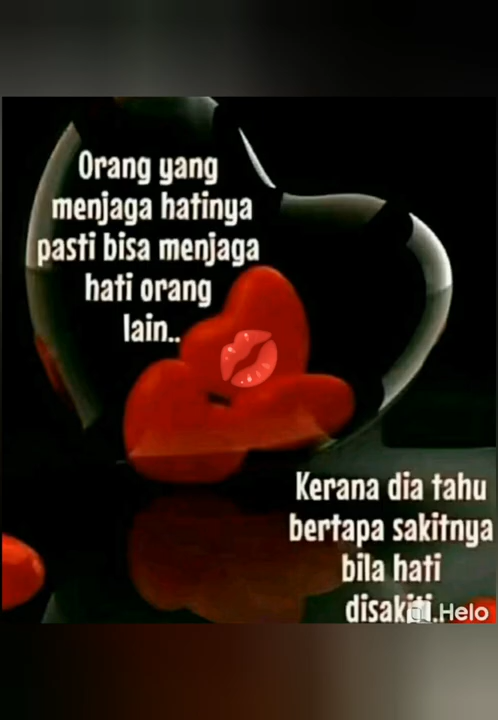 Orang yang
menjaga hatinya
pasti bisa menjaga
hati orang
lain..
Kerana dia tahu
bertapa sakitnya
bila hati
disakiti..
Helo